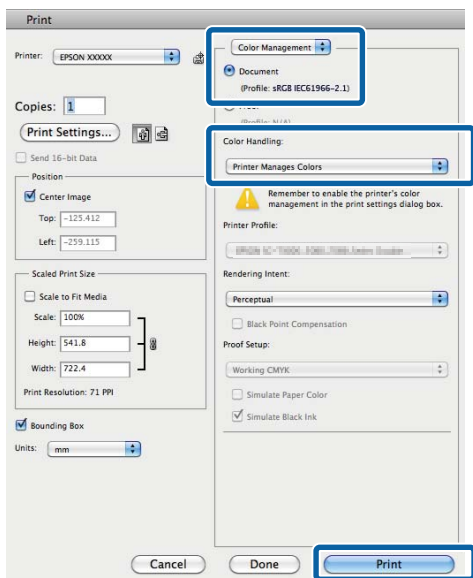 Print
Printer: EPSON XXXXX
Copies: 1
Print Settings...
Send 16-bit Data
Position
Center Image
Top: -125.412
Left: -259.115
Scaled Print Size
Scale to Fit Media
Scale: 100%
Height: 541.8
Width: 722.4
Print Resolution: 71 PPI
Bounding Box
Units: mm
Color Management
Document
(Profile: sRGB IEC61966-2.1)
(Profile: N/A)
Color Handling:
Printer Manages Colors
Remember to enable the printer's color
management in the print settings dialog box.
Printer Profile:
Rendering Intent:
Perceptual
Black Point Compensation
Proof Setup:
Working CMYK
Simulate Paper Color
Simulate Black Ink
Cancel
Done
Print